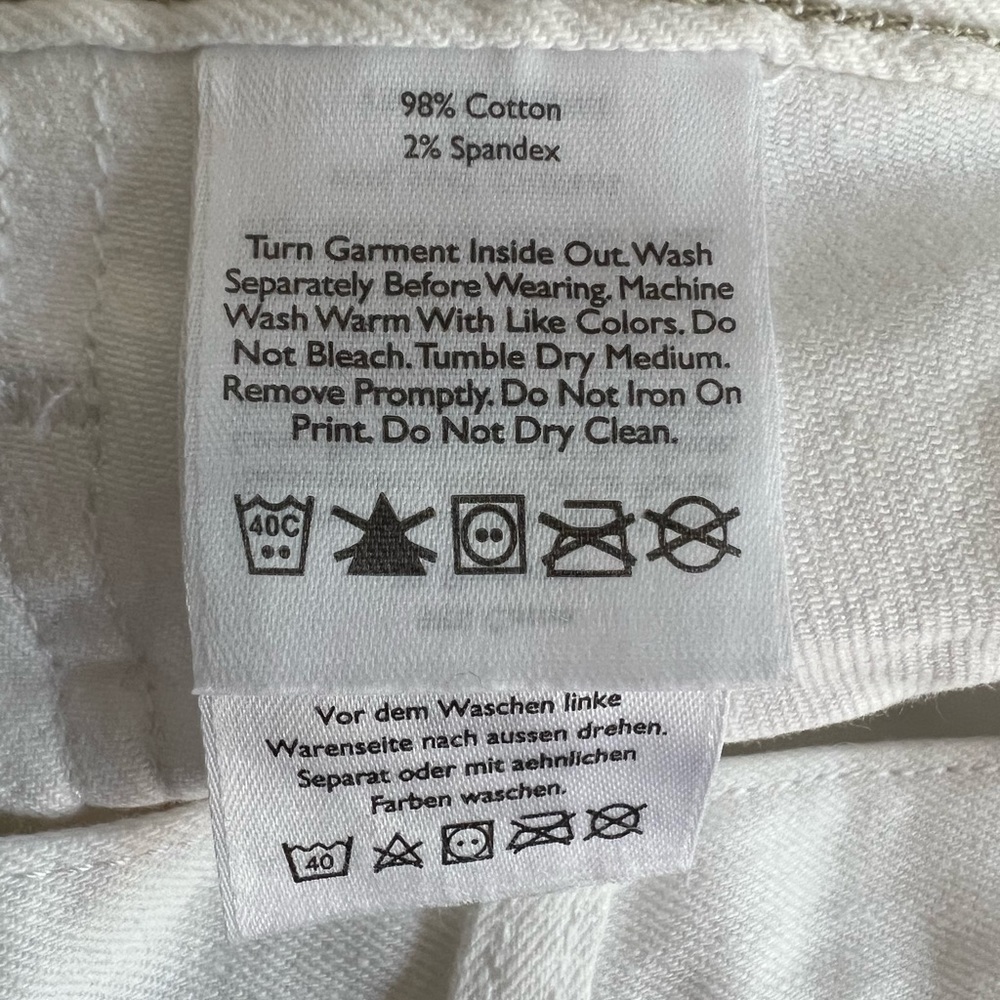 98% Cotton
2% Spandex
Turn Garment Inside Out. Wash
Separately Before Wearing. Machine
Wash Warm With Like Colors. Do
Not Bleach. Tumble Dry Medium.
Remove Promptly. Do Not Iron On
Print. Do Not Dry Clean.
40C
Vor dem Waschen linke
Warenseite nach aussen drehen.
Separat oder mit aehnlichen
Farben waschen.
40